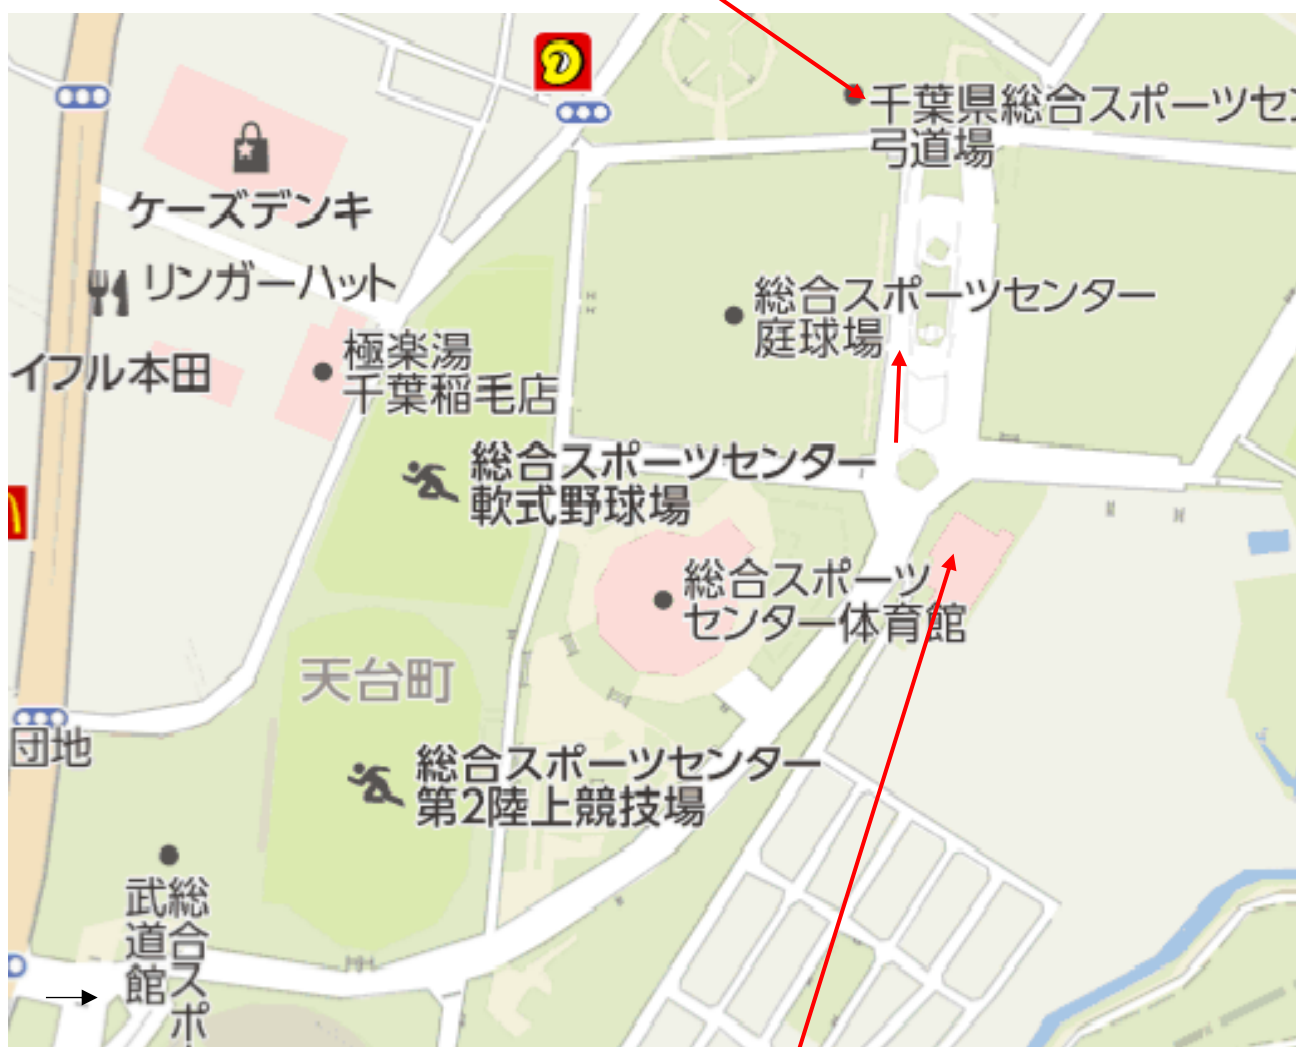 千葉県総合スポーツセン
弓道場
ケーズデンキ
リンガーハット
総合スポーツセンター
庭球場
極楽湯
千葉稲毛店
イフル本田
総合スポーツセンター
軟式野球場
総合スポーツ
センター体育館
天台町
団地
総合スポーツセンター
第2陸上競技場
総合スポ
武道館